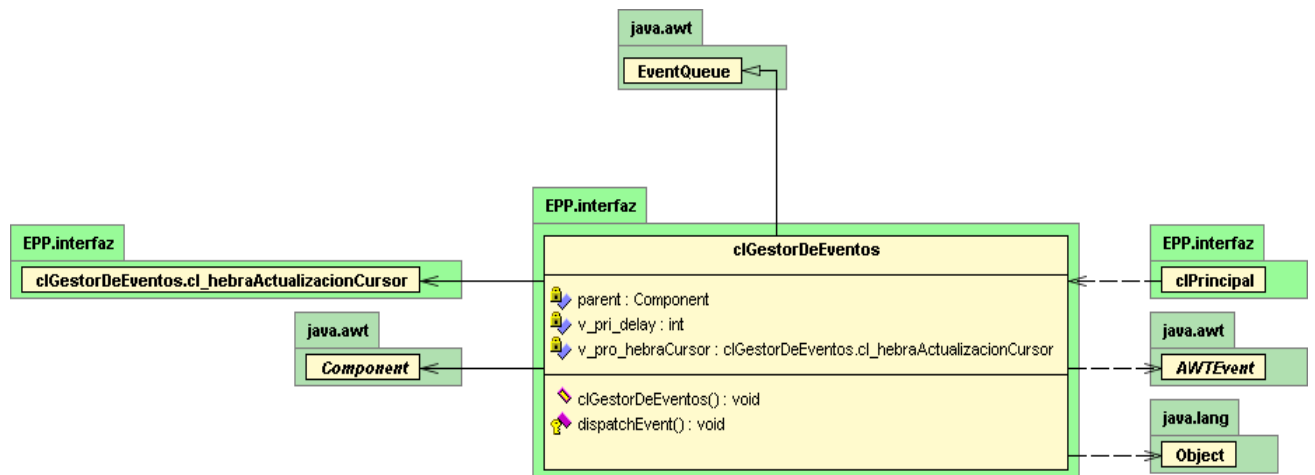 java.awt
EventQueue
EPP.interfaz
clGestorDeEventos.cl_hebraActualizacionCursor
java.awt
Component
EPP.interfaz
clGestorDeEventos
parent : Component
v_pri_delay : int
v_pro_hebraCursor : clGestorDeEventos.cl_hebraActualizacionCursor
clGestorDeEventos() : void
dispatchEvent() : void
EPP.interfaz
clPrincipal
java.awt
AWTEvent
java.lang
Object